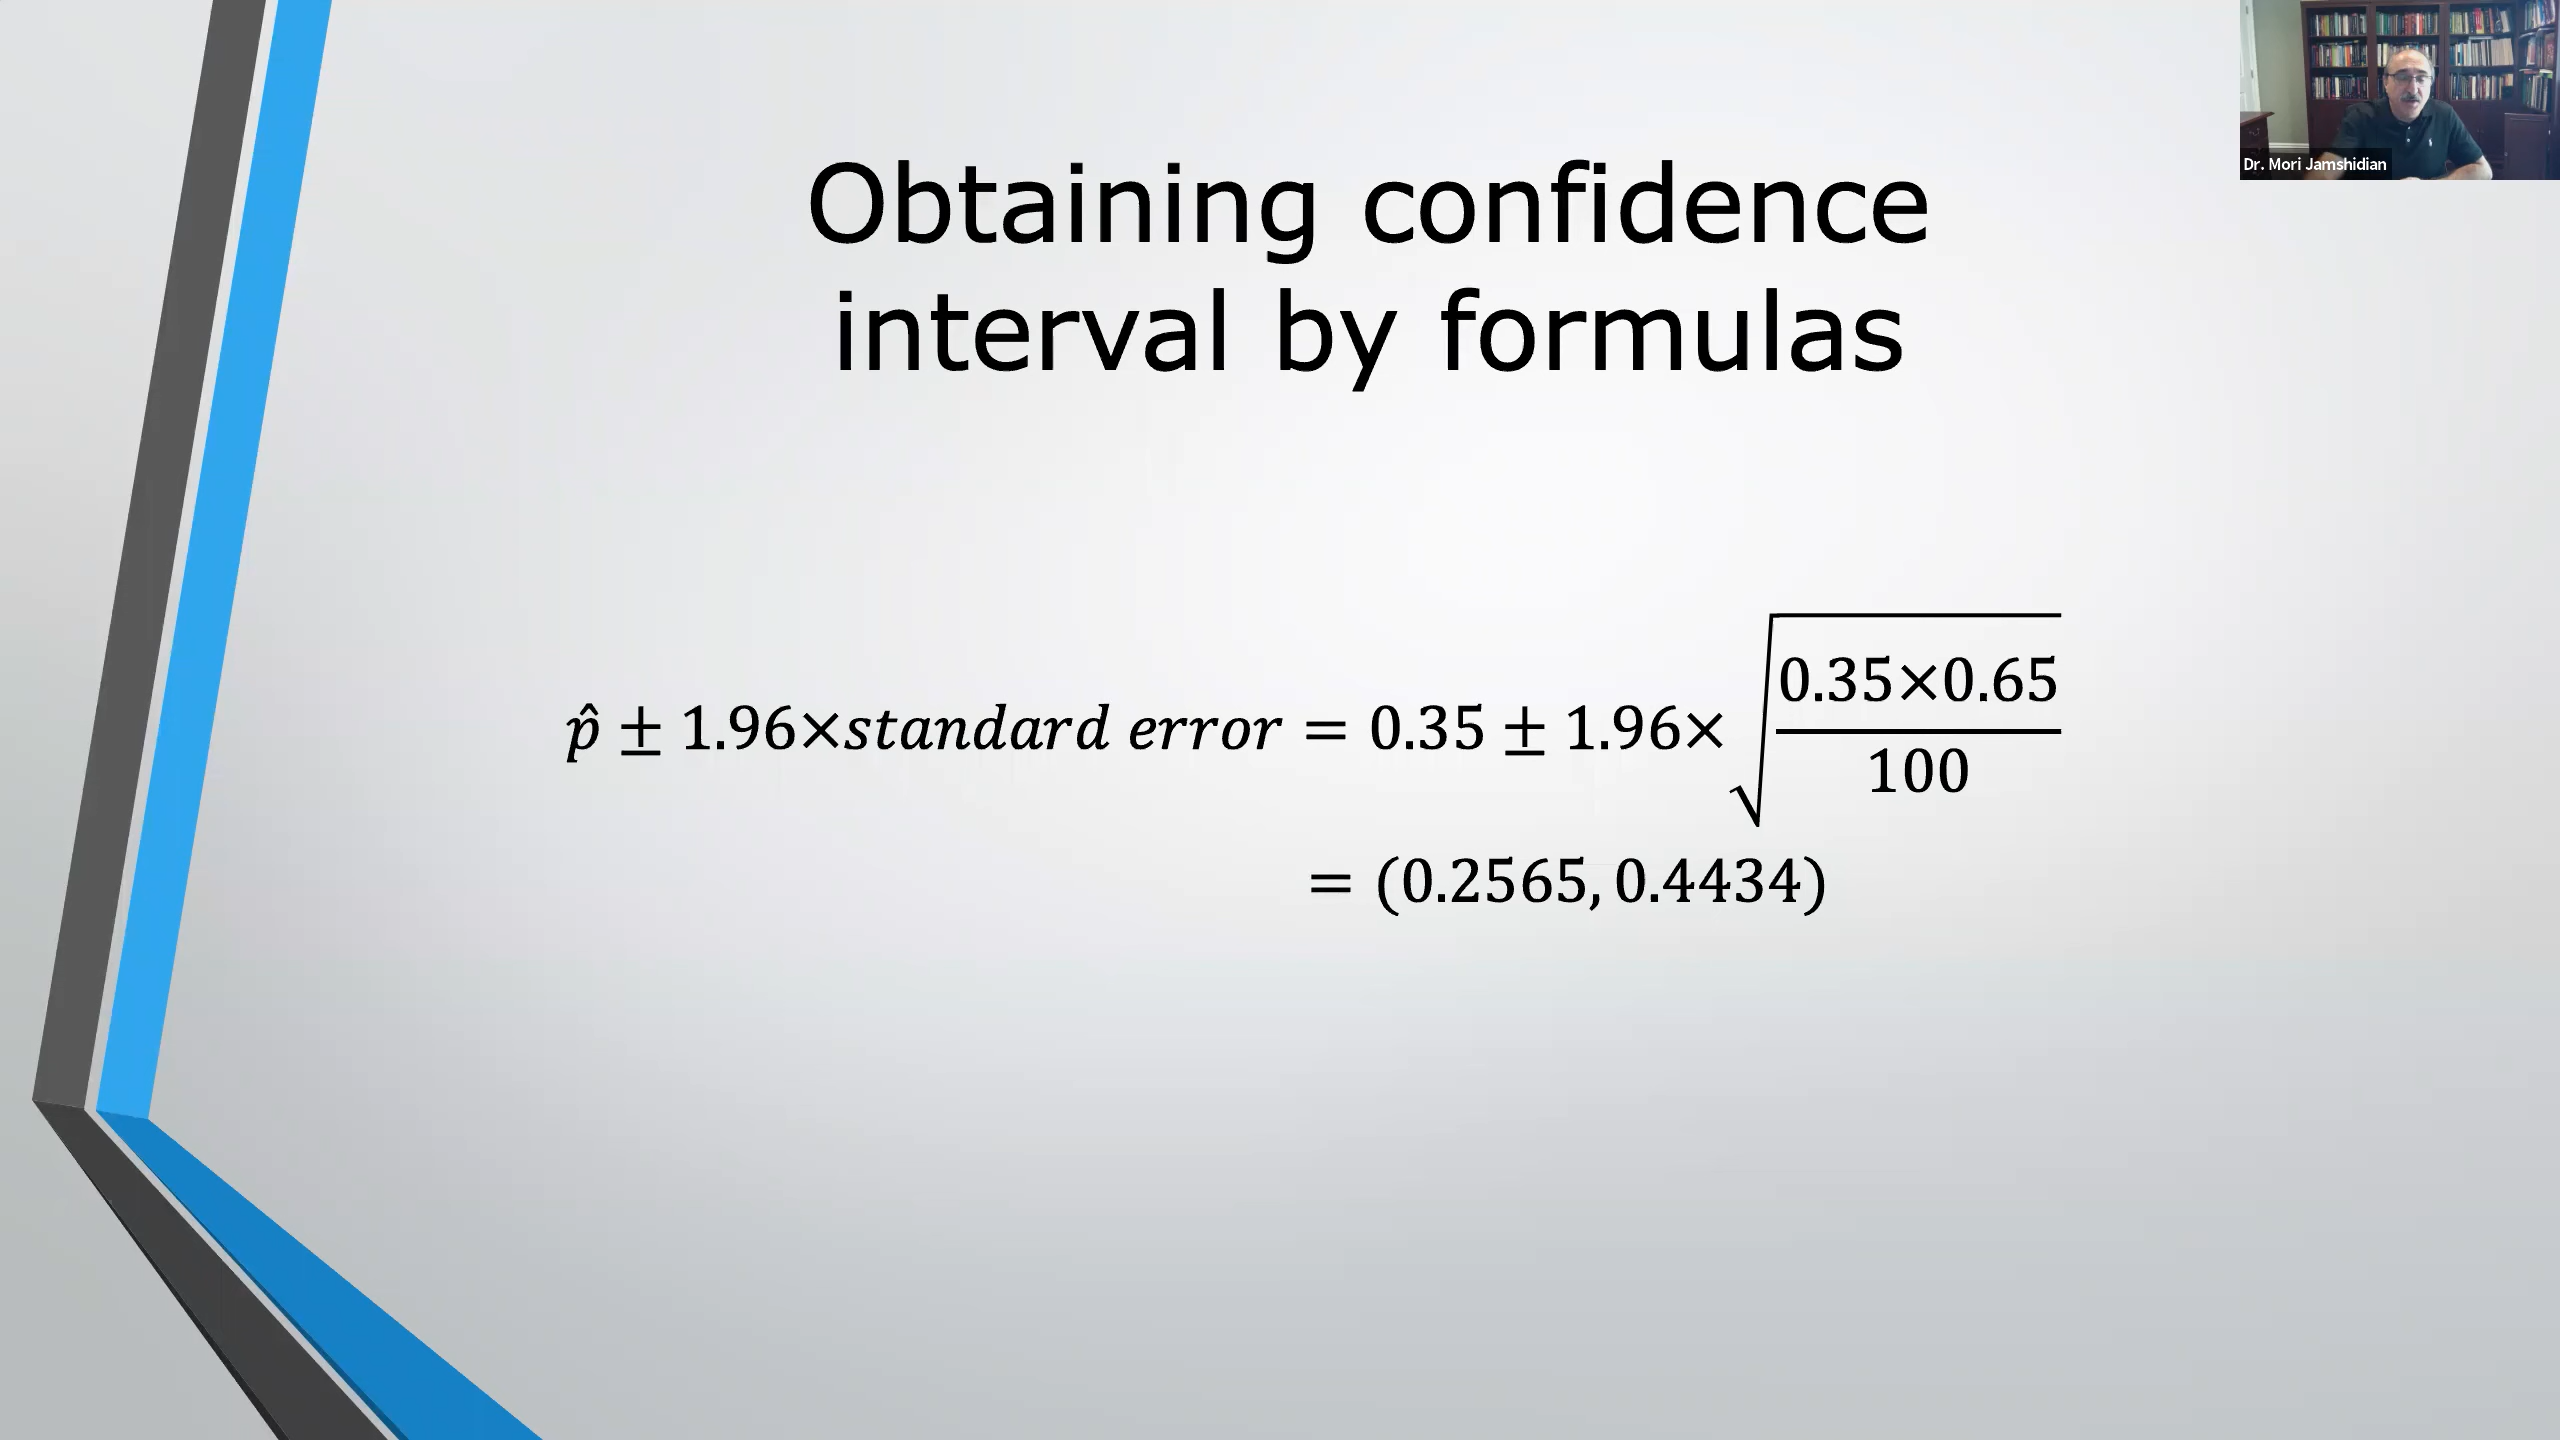 Dr. Mori Jamshidian
Obtaining confidence
interval by formulas
p̂ ± 1.96×standard error = 0.35 ± 1.96×√(0.35×0.65 / 100)
= (0.2565, 0.4434)